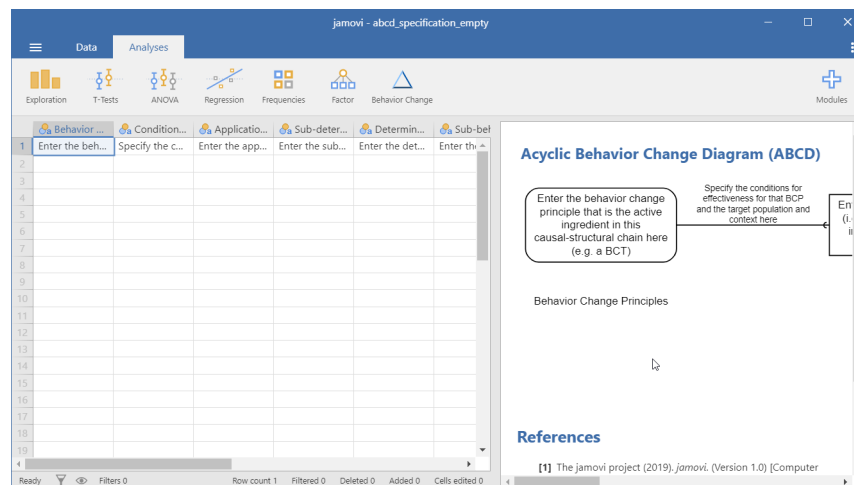 jamovi - abcd_specification_empty
Data Analyses
Exploration T-Tests ANOVA Regression Frequencies Factor Behavior Change Modules
Behavior ... Condition... Applicatio... Sub-deter... Determin... Sub-beh
1 Enter the beh... Specify the c... Enter the app... Enter the sub... Enter the det... Enter the
2
3
4
5
6
7
8
9
10
11
12
13
14
15
16
17
18
19
Ready Filters 0 Row count 1 Filtered 0 Deleted 0 Added 0 Cells edited 0
Acyclic Behavior Change Diagram (ABCD)
Enter the behavior change
principle that is the active
ingredient in this
causal-structural chain here
(e.g. a BCT)
Specify the conditions for
effectiveness for that BCP
and the target population and
context here
(i.
Behavior Change Principles
References
[1] The jamovi project (2019). jamovi. (Version 1.0) [Computer